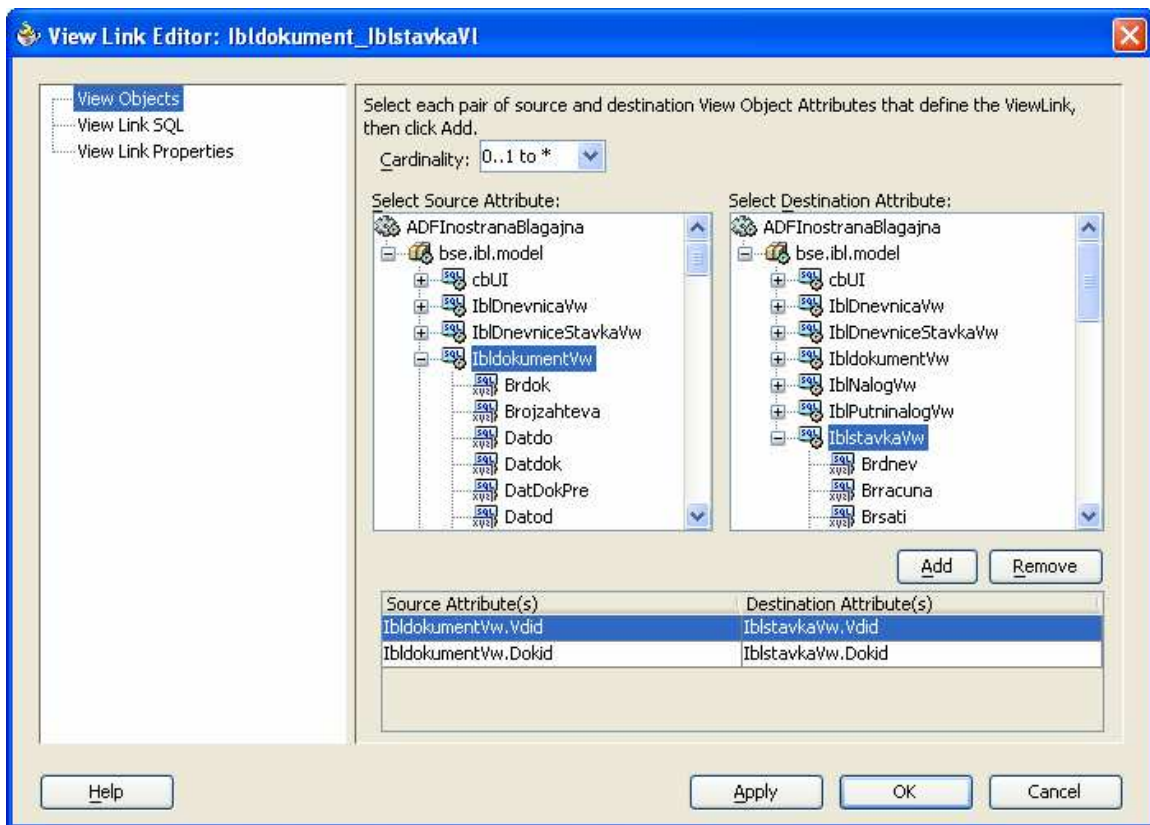 View Link Editor: Ibldokument_IblstavkaVl
View Objects
View Link SQL
View Link Properties
Select each pair of source and destination View Object Attributes that define the ViewLink,
then click Add.
Cardinality: 0..1 to *
Select Source Attribute:
ADFInostranaBlagajna
bse.ibl.model
cbUI
IblDnevnicaVw
IblDnevniceStavkaVw
IbldokumentVw
Brdok
Brojzahteva
Datdo
Datdok
DatDokPre
Datod
Select Destination Attribute:
ADFInostranaBlagajna
bse.ibl.model
cbUI
IblDnevnicaVw
IblDnevniceStavkaVw
IbldokumentVw
IblNalogVw
IblPutninalogVw
IblstavkaVw
Brdnev
Brracuna
Brsati
Add Remove
Source Attribute(s) Destination Attribute(s)
IbldokumentVw.Vdid IblstavkaVw.Vdid
IbldokumentVw.Dokid IblstavkaVw.Dokid
Help Apply OK Cancel